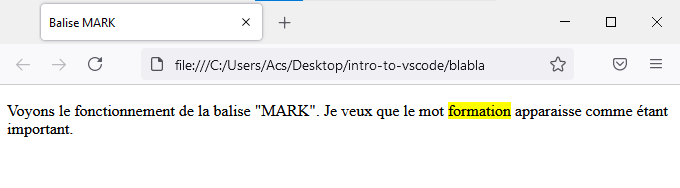 Balise MARK
file:///C:/Users/Acs/Desktop/intro-to-vscode/blabla
Voyons le fonctionnement de la balise "MARK". Je veux que le mot formation apparaisse comme étant
important.